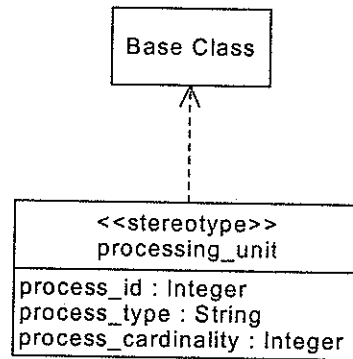 Base Class
<<stereotype>>
processing_unit
process_id : Integer
process_type : String
process_cardinality : Integer